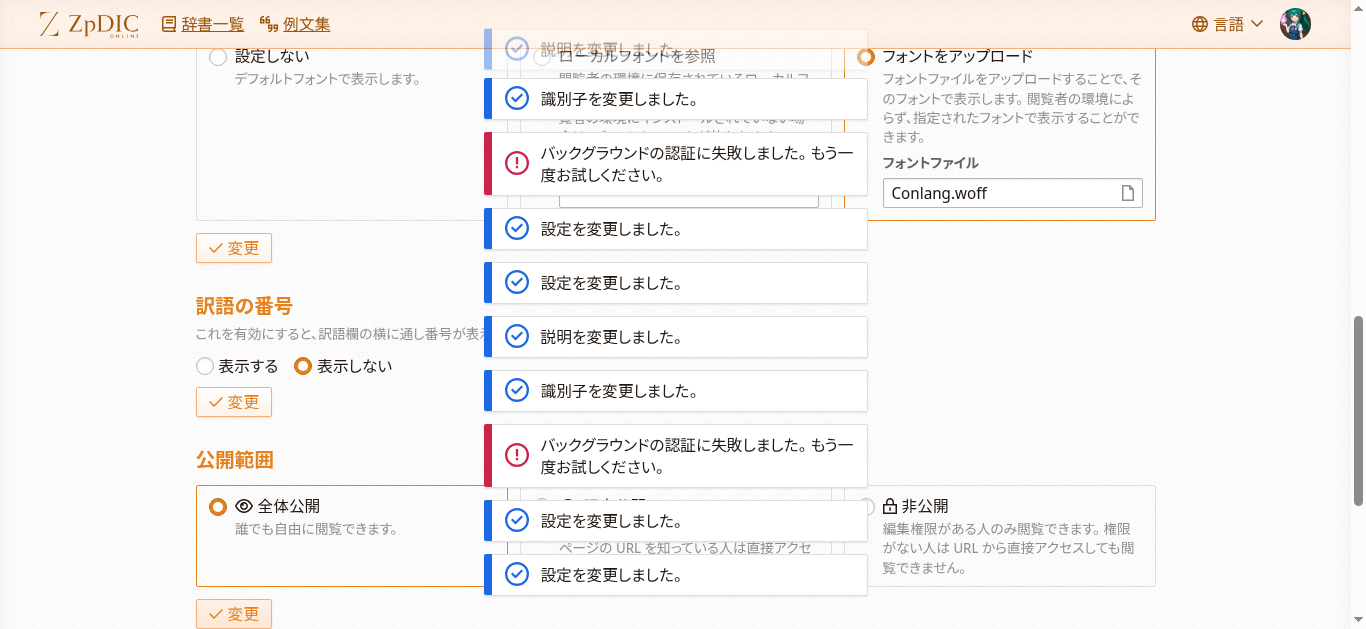 ZpDIC
ONLINE
辞書一覧
例文集
言語
設定しない
デフォルトフォントで表示します。
ローカルフォントを参照
フォントをアップロード
フォントファイルをアップロードすることで、そ
のフォントで表示します。閲覧者の環境によ
らず、指定されたフォントで表示することがで
きます。
フォントファイル
Conlang.woff
変更
訳語の番号
これを有効にすると、訳語欄の横に通し番号が表
表示する
表示しない
変更
公開範囲
全体公開
誰でも自由に閲覧できます。
ページの URL を知っている人は直接アクセ
非公開
編集権限がある人のみ閲覧できます。権限
がない人は URL から直接アクセスしても閲
覧できません。
変更
説明を変更しました。
識別子を変更しました。
バックグラウンドの認証に失敗しました。もう一
度お試しください。
設定を変更しました。
設定を変更しました。
説明を変更しました。
識別子を変更しました。
バックグラウンドの認証に失敗しました。もう一
度お試しください。
設定を変更しました。
設定を変更しました。